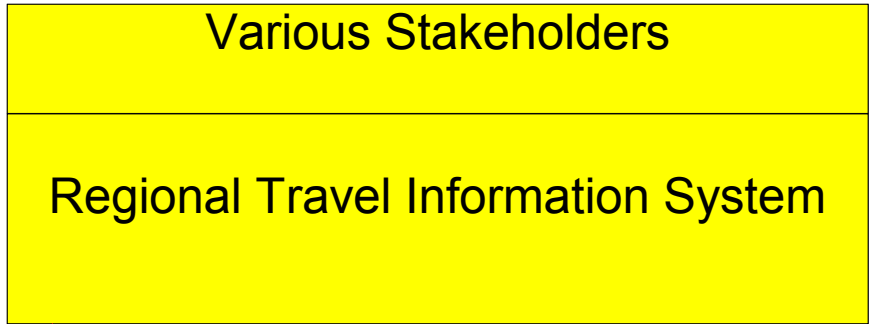 Various Stakeholders
Regional Travel Information System